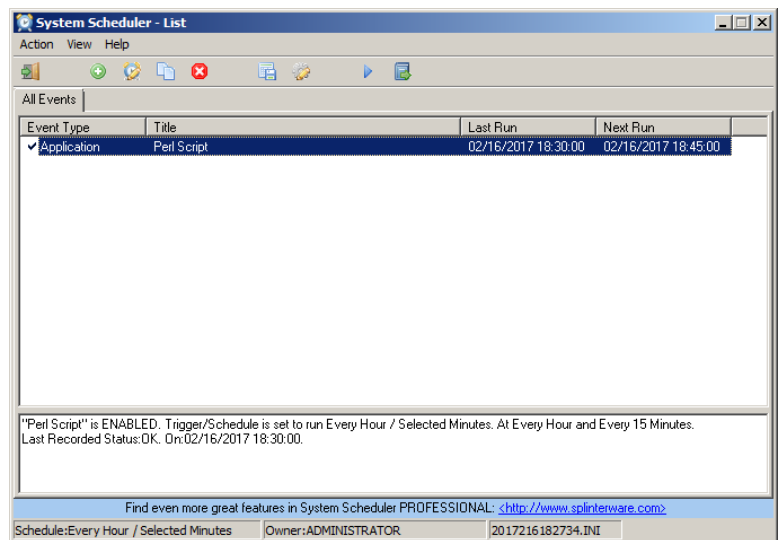 System Scheduler - List
Action View Help
All Events
Event Type Title Last Run Next Run
Application Perl Script 02/16/2017 18:30:00 02/16/2017 18:45:00
"Perl Script" is ENABLED. Trigger/Schedule is set to run Every Hour / Selected Minutes. At Every Hour and Every 15 Minutes.
Last Recorded Status:OK. On:02/16/2017 18:30:00.
Find even more great features in System Scheduler PROFESSIONAL: <http://www.splinterware.com>
Schedule:Every Hour / Selected Minutes Owner:ADMINISTRATOR 2017216182734.INI